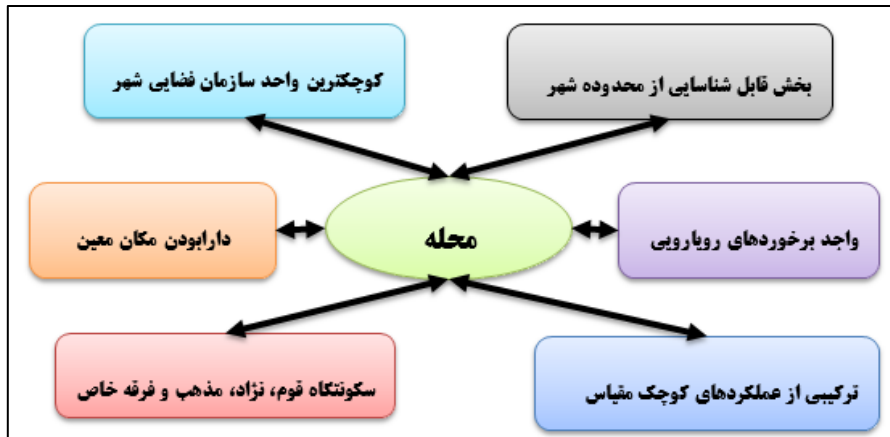 بخش قابل شناسایی از محدوده شهر
کوچکترین واحد سازمان فضایی شهر
واجد برخوردهای رویارویی
محله
دارابودن مکان معین
ترکیبی از عملکردهای کوچک مقیاس
سکونتگاه قوم، نژاد، مذهب و فرقه خاص